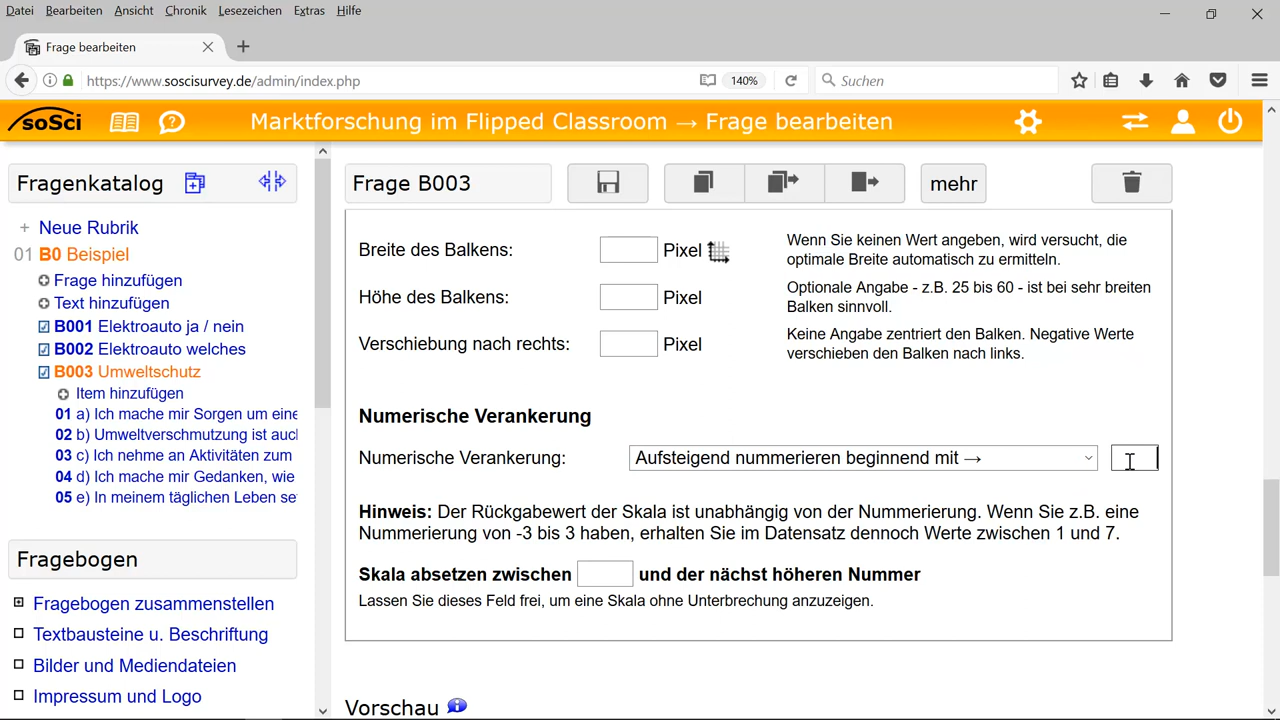 Datei Bearbeiten Ansicht Chronik Lesezeichen Extras Hilfe
Frage bearbeiten
https://www.soscisurvey.de/admin/index.php
140%
Suchen
soSci
Marktforschung im Flipped Classroom → Frage bearbeiten
Fragenkatalog
+ Neue Rubrik
01 B0 Beispiel
Frage hinzufügen
Text hinzufügen
B001 Elektroauto ja / nein
B002 Elektroauto welches
B003 Umweltschutz
Item hinzufügen
01 a) Ich mache mir Sorgen um eine
02 b) Umweltverschmutzung ist auch
03 c) Ich nehme an Aktivitäten zum
04 d) Ich mache mir Gedanken, wie
05 e) In meinem täglichen Leben se
Fragebogen
Fragebogen zusammenstellen
Textbausteine u. Beschriftung
Bilder und Mediendateien
Impressum und Logo
Frage B003
mehr
Breite des Balkens: Pixel
Wenn Sie keinen Wert angeben, wird versucht, die
optimale Breite automatisch zu ermitteln.
Höhe des Balkens: Pixel
Optionale Angabe - z.B. 25 bis 60 - ist bei sehr breiten
Balken sinnvoll.
Verschiebung nach rechts: Pixel
Keine Angabe zentriert den Balken. Negative Werte
verschieben den Balken nach links.
Numerische Verankerung
Numerische Verankerung: Aufsteigend nummerieren beginnend mit →
Hinweis: Der Rückgabewert der Skala ist unabhängig von der Nummerierung. Wenn Sie z.B. eine
Nummerierung von -3 bis 3 haben, erhalten Sie im Datensatz dennoch Werte zwischen 1 und 7.
Skala absetzen zwischen und der nächst höheren Nummer
Lassen Sie dieses Feld frei, um eine Skala ohne Unterbrechung anzuzeigen.
Vorschau